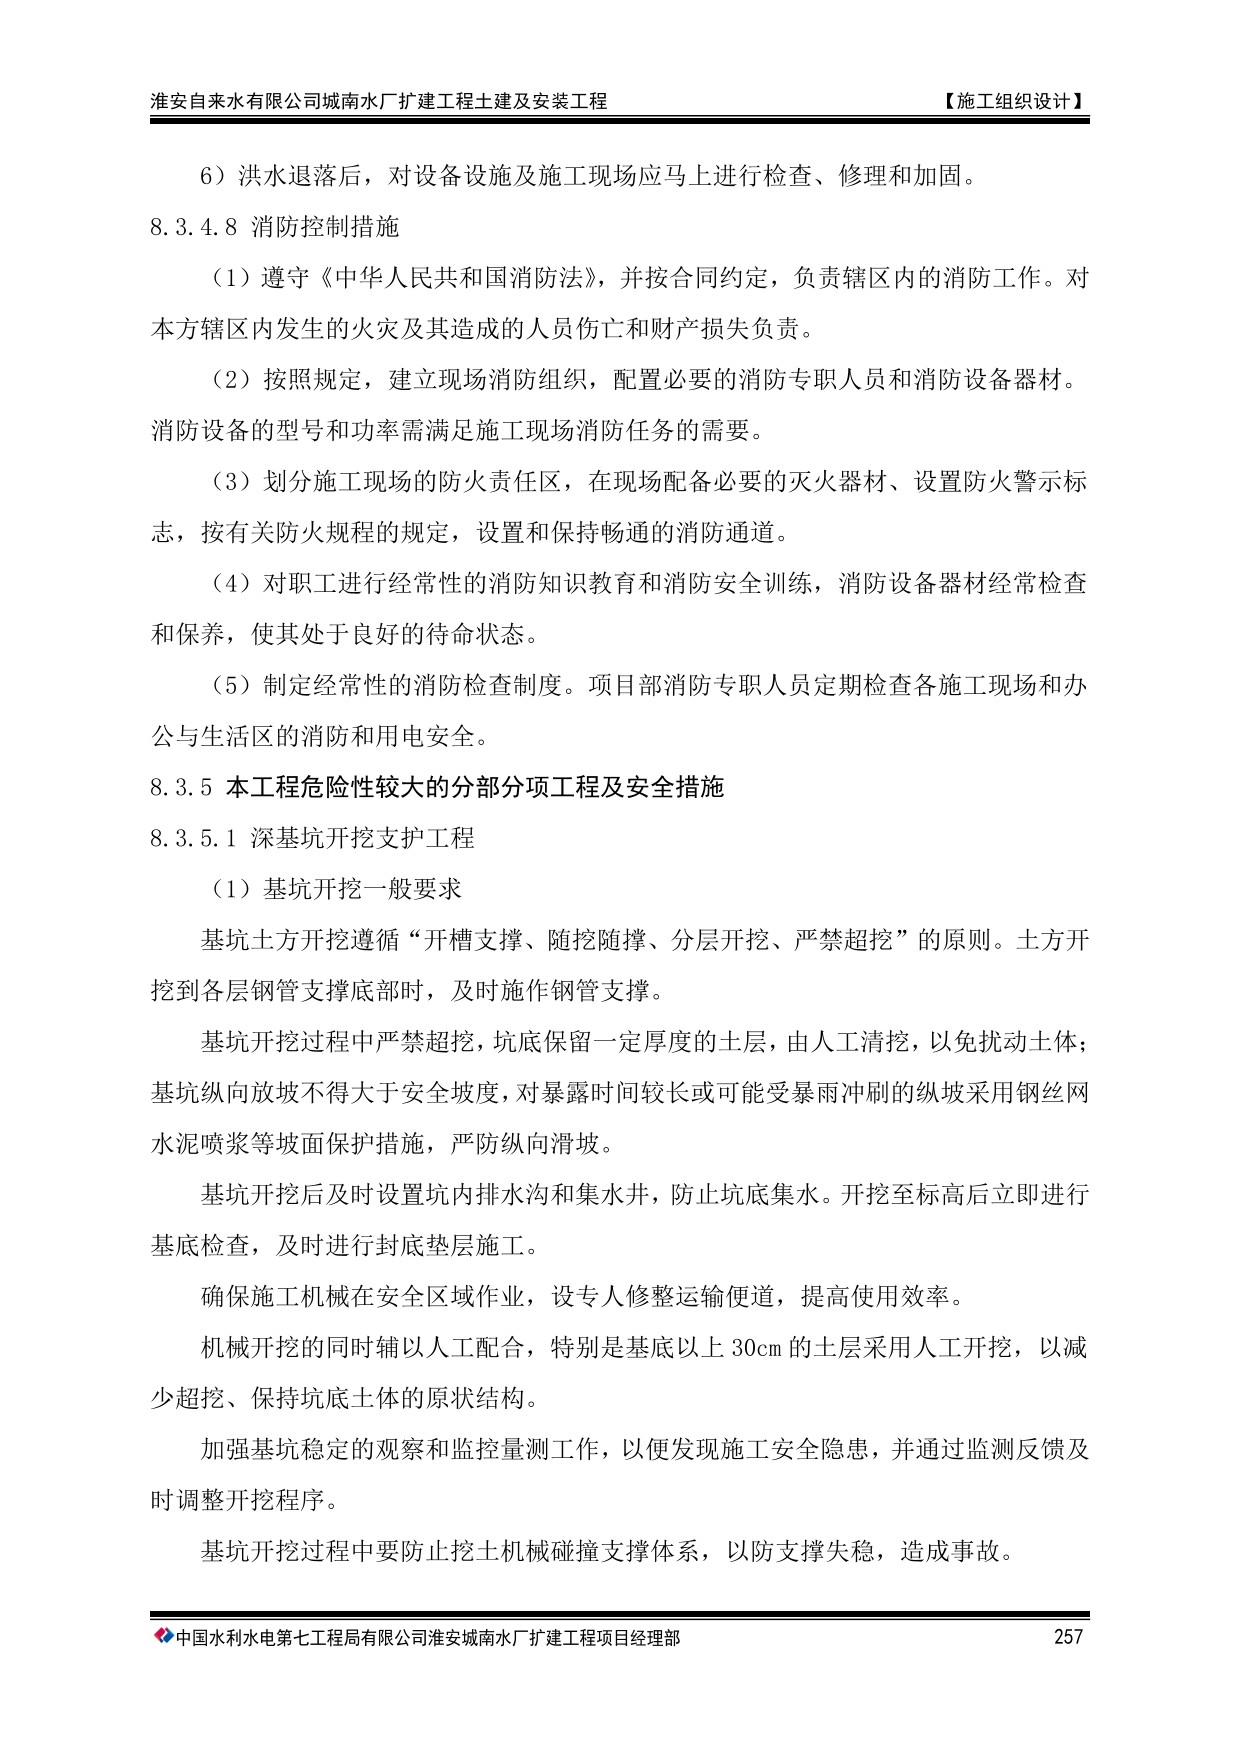 淮安自来水有限公司城南水厂扩建工程土建及安装工程 【施工组织设计】
6）洪水退落后，对设备设施及施工现场应马上进行检查、修理和加固。
8.3.4.8 消防控制措施
（1）遵守《中华人民共和国消防法》，并按合同约定，负责辖区内的消防工作。对
本方辖区内发生的火灾及其造成的人员伤亡和财产损失负责。
（2）按照规定，建立现场消防组织，配置必要的消防专职人员和消防设备器材。
消防设备的型号和功率需满足施工现场消防任务的需要。
（3）划分施工现场的防火责任区，在现场配备必要的灭火器材、设置防火警示标
志，按有关防火规程的规定，设置和保持畅通的消防通道。
（4）对职工进行经常性的消防知识教育和消防安全训练，消防设备器材经常检查
和保养，使其处于良好的待命状态。
（5）制定经常性的消防检查制度。项目部消防专职人员定期检查各施工现场和办
公与生活区的消防和用电安全。
8.3.5 本工程危险性较大的分部分项工程及安全措施
8.3.5.1 深基坑开挖支护工程
（1）基坑开挖一般要求
基坑土方开挖遵循“开槽支撑、随挖随撑、分层开挖、严禁超挖”的原则。土方开
挖到各层钢管支撑底部时，及时施作钢管支撑。
基坑开挖过程中严禁超挖，坑底保留一定厚度的土层，由人工清挖，以免扰动土体；
基坑纵向放坡不得大于安全坡度，对暴露时间较长或可能受暴雨冲刷的纵坡采用钢丝网
水泥喷浆等坡面保护措施，严防纵向滑坡。
基坑开挖后及时设置坑内排水沟和集水井，防止坑底集水。开挖至标高后立即进行
基底检查，及时进行封底垫层施工。
确保施工机械在安全区域作业，设专人修整运输便道，提高使用效率。
机械开挖的同时辅以人工配合，特别是基底以上 30cm 的土层采用人工开挖，以减
少超挖、保持坑底土体的原状结构。
加强基坑稳定的观察和监控量测工作，以便发现施工安全隐患，并通过监测反馈及
时调整开挖程序。
基坑开挖过程中要防止挖土机械碰撞支撑体系，以防支撑失稳，造成事故。
中国水利水电第七工程局有限公司淮安城南水厂扩建工程项目经理部 257